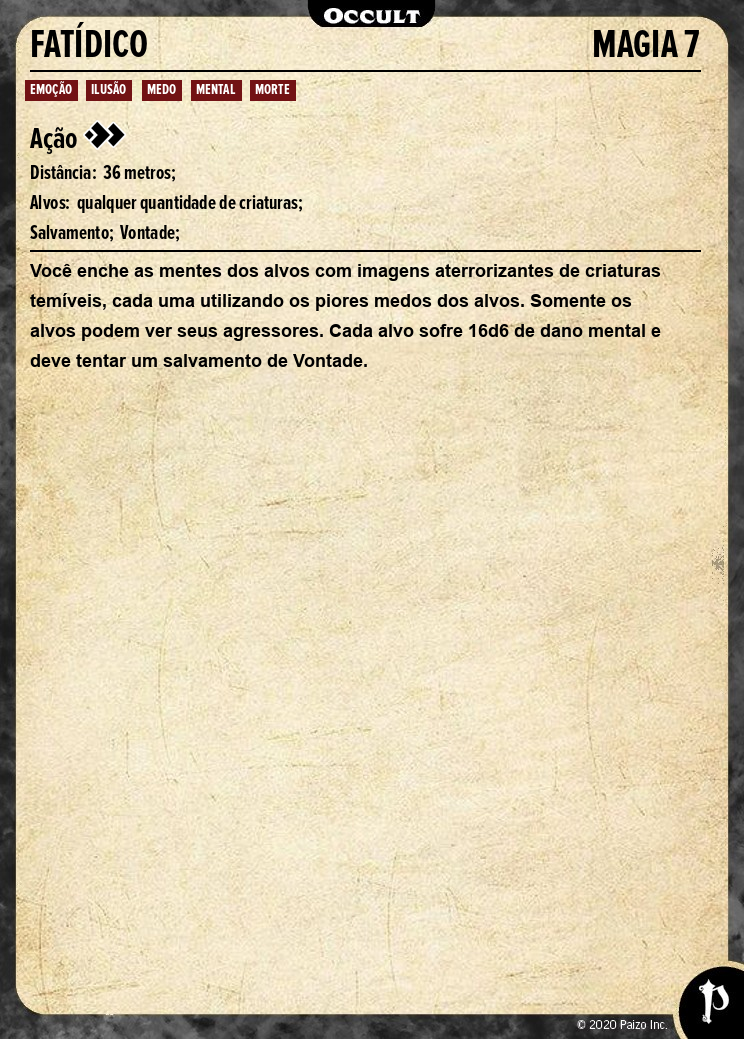 OCCULT
FATÍDICO MAGIA 7
EMOÇÃO ILUSÃO MEDO MENTAL MORTE
Ação
Distância: 36 metros;
Alvos: qualquer quantidade de criaturas;
Salvamento; Vontade;
Você enche as mentes dos alvos com imagens aterrorizantes de criaturas
temíveis, cada uma utilizando os piores medos dos alvos. Somente os
alvos podem ver seus agressores. Cada alvo sofre 16d6 de dano mental e
deve tentar um salvamento de Vontade.
© 2020 Paizo Inc.
P